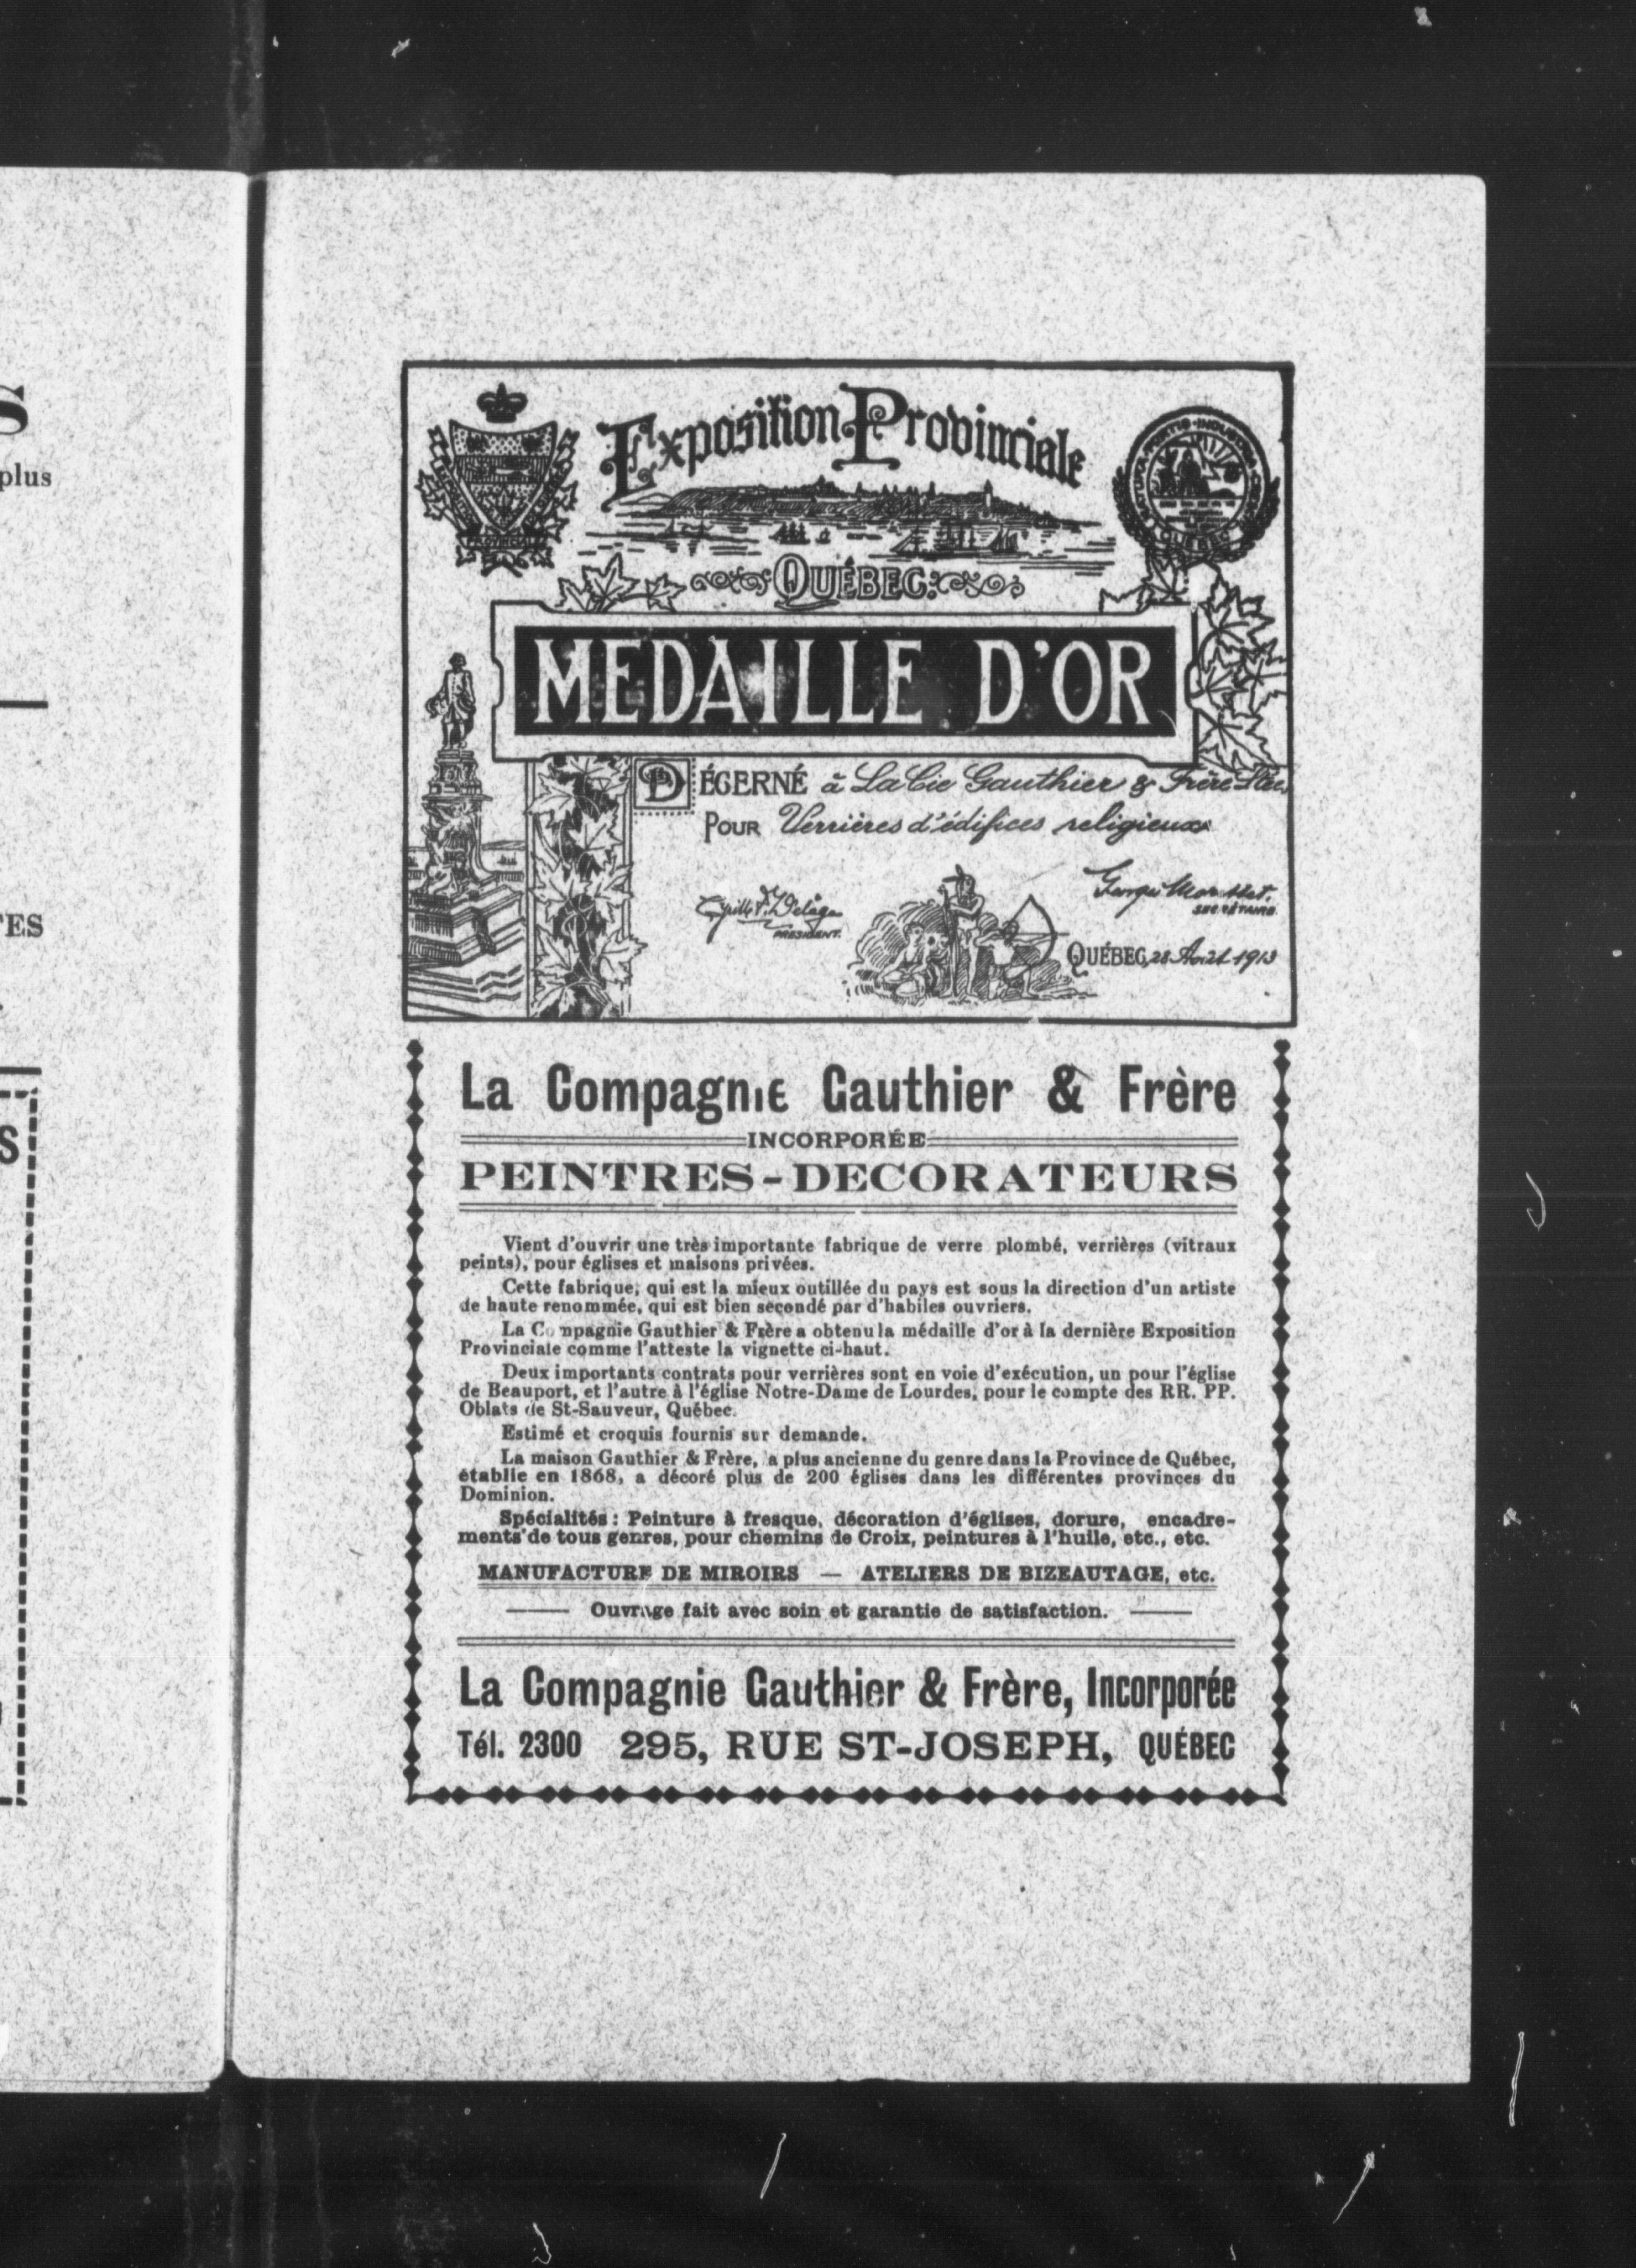 S
plus
TES
S
Exposition Provinciale
QUÉBEC
MEDAILLE D'OR
DÉCERNÉ à La Cie Gauthier & Frère
POUR Verrières d'édifices religieux
PRESIDENT.
SECRÉTAIRE
QUÉBEC, 28 Août 1913
La Compagnie Gauthier & Frère
INCORPORÉE
PEINTRES-DECORATEURS
Vient d'ouvrir une très importante fabrique de verre plombé, verrières (vitraux
peints), pour églises et maisons privées.
Cette fabrique, qui est la mieux outillée du pays est sous la direction d'un artiste
de haute renommée, qui est bien secondé par d'habiles ouvriers.
La Compagnie Gauthier & Frère a obtenu la médaille d'or à la dernière Exposition
Provinciale comme l'atteste la vignette ci-haut.
Deux importants contrats pour verrières sont en voie d'exécution, un pour l'église
de Beauport, et l'autre à l'église Notre-Dame de Lourdes, pour le compte des RR. PP.
Oblats de St-Sauveur, Québec.
Estimé et croquis fournis sur demande.
La maison Gauthier & Frère, la plus ancienne du genre dans la Province de Québec,
établie en 1868, a décoré plus de 200 églises dans les différentes provinces du
Dominion.
Spécialités : Peinture à fresque, décoration d'églises, dorure, encadre-
ments de tous genres, pour chemins de Croix, peintures à l'huile, etc., etc.
MANUFACTURE DE MIROIRS — ATELIERS DE BIZEAUTAGE, etc.
Ouvrage fait avec soin et garantie de satisfaction.
La Compagnie Gauthier & Frère, Incorporée
Tél. 2300 295, RUE ST-JOSEPH, QUÉBEC